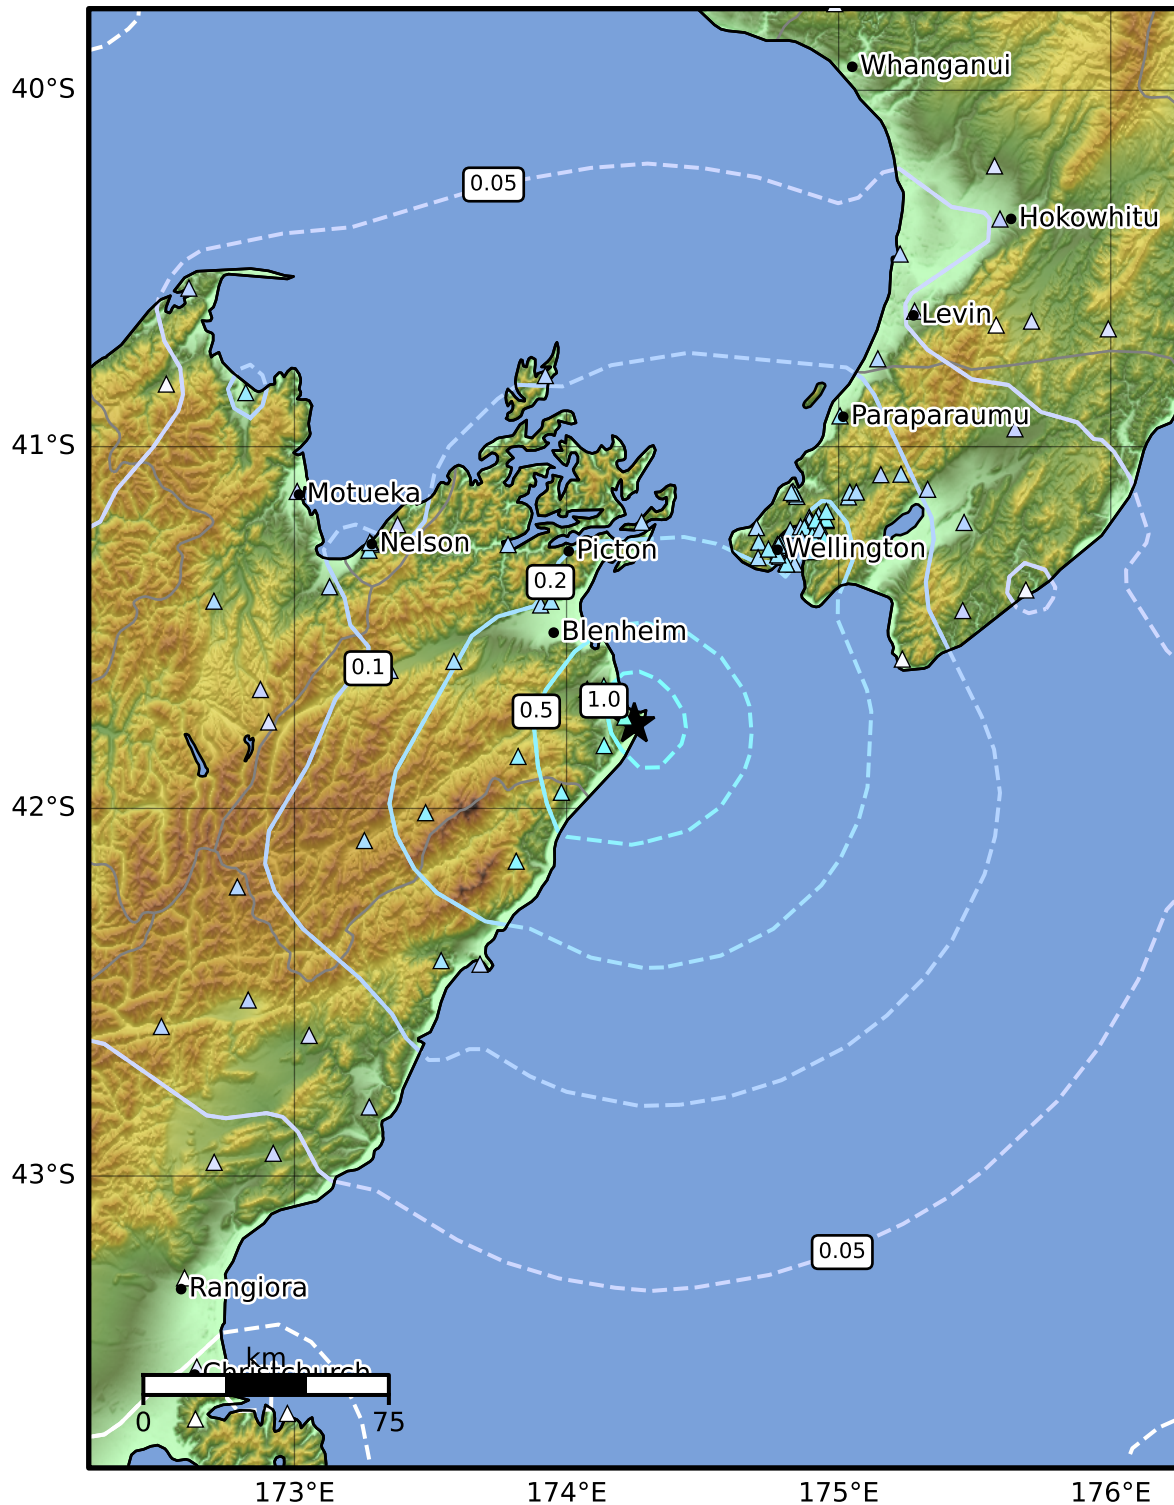 Whanganui
40°S
0.05
Hokowhitu
Levin
Paraparaumu
41°S
Motueka
Nelson
Picton
Wellington
0.2
Blenheim
0.1
1.0
0.5
42°S
43°S
0.05
Rangiora
km
Christchurch
0 75
173°E 174°E 175°E 176°E